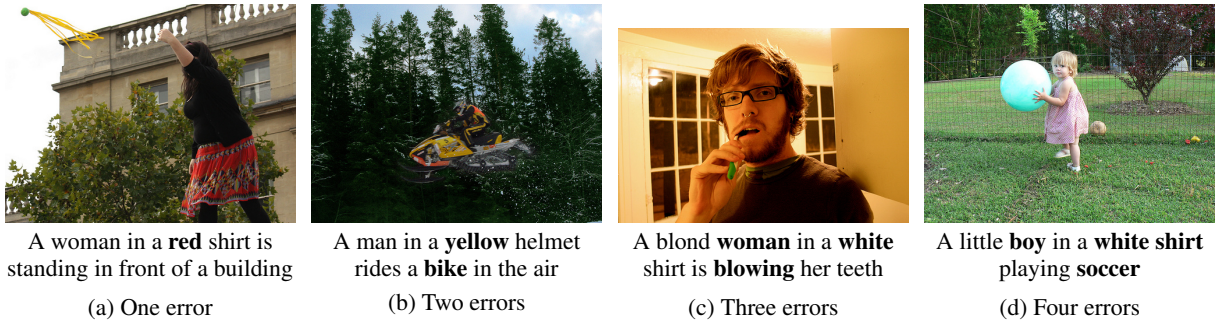 A woman in a red shirt is
standing in front of a building
(a) One error
A man in a yellow helmet
rides a bike in the air
(b) Two errors
A blond woman in a white
shirt is blowing her teeth
(c) Three errors
A little boy in a white shirt
playing soccer
(d) Four errors